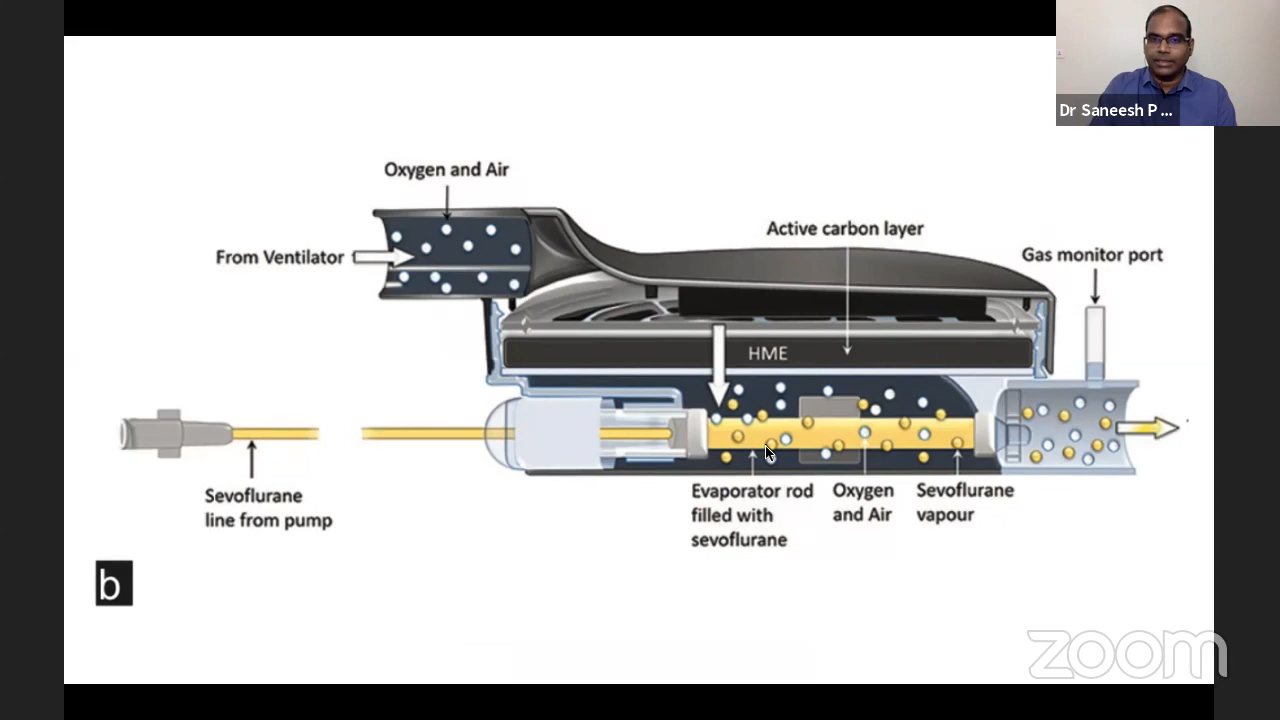 Dr Saneesh P ...
Oxygen and Air
From Ventilator
Active carbon layer
Gas monitor port
HME
Sevoflurane
line from pump
Evaporator rod
filled with
sevoflurane
Oxygen
and Air
Sevoflurane
vapour
b
zoom